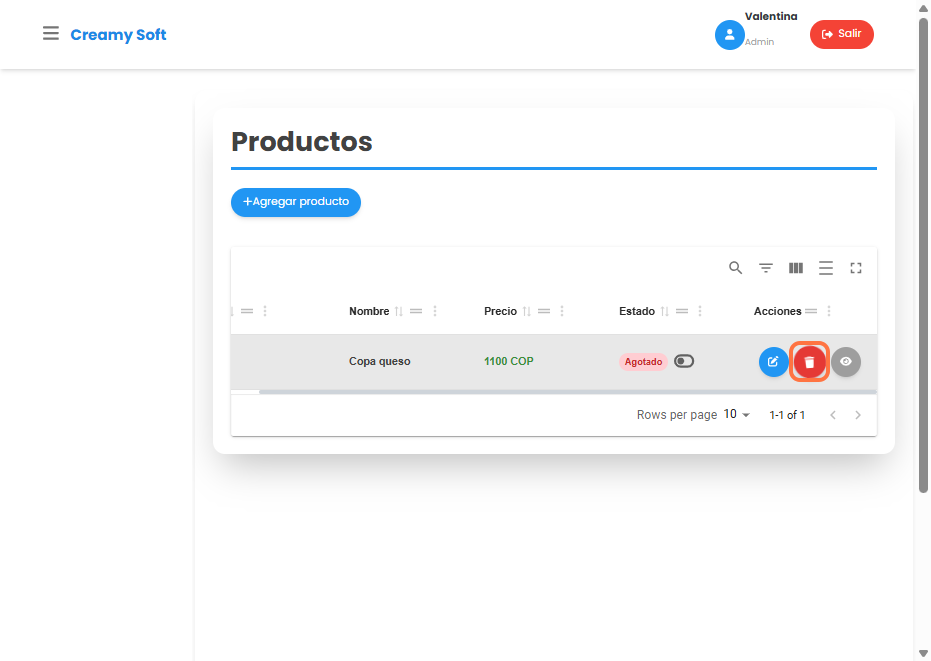 Creamy Soft
Valentina
Admin
Salir
Productos
+Agregar producto
Nombre Precio Estado Acciones
Copa queso 1100 COP Agotado
Rows per page 10 1-1 of 1